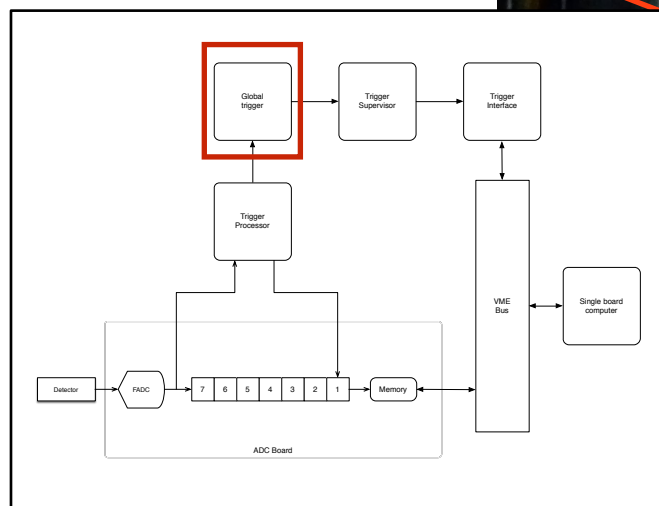 Global
trigger
Trigger
Supervisor
Trigger
Interface
Trigger
Processor
VME
Bus
Single board
computer
Detector
FADC
7 6 5 4 3 2 1
Memory
ADC Board